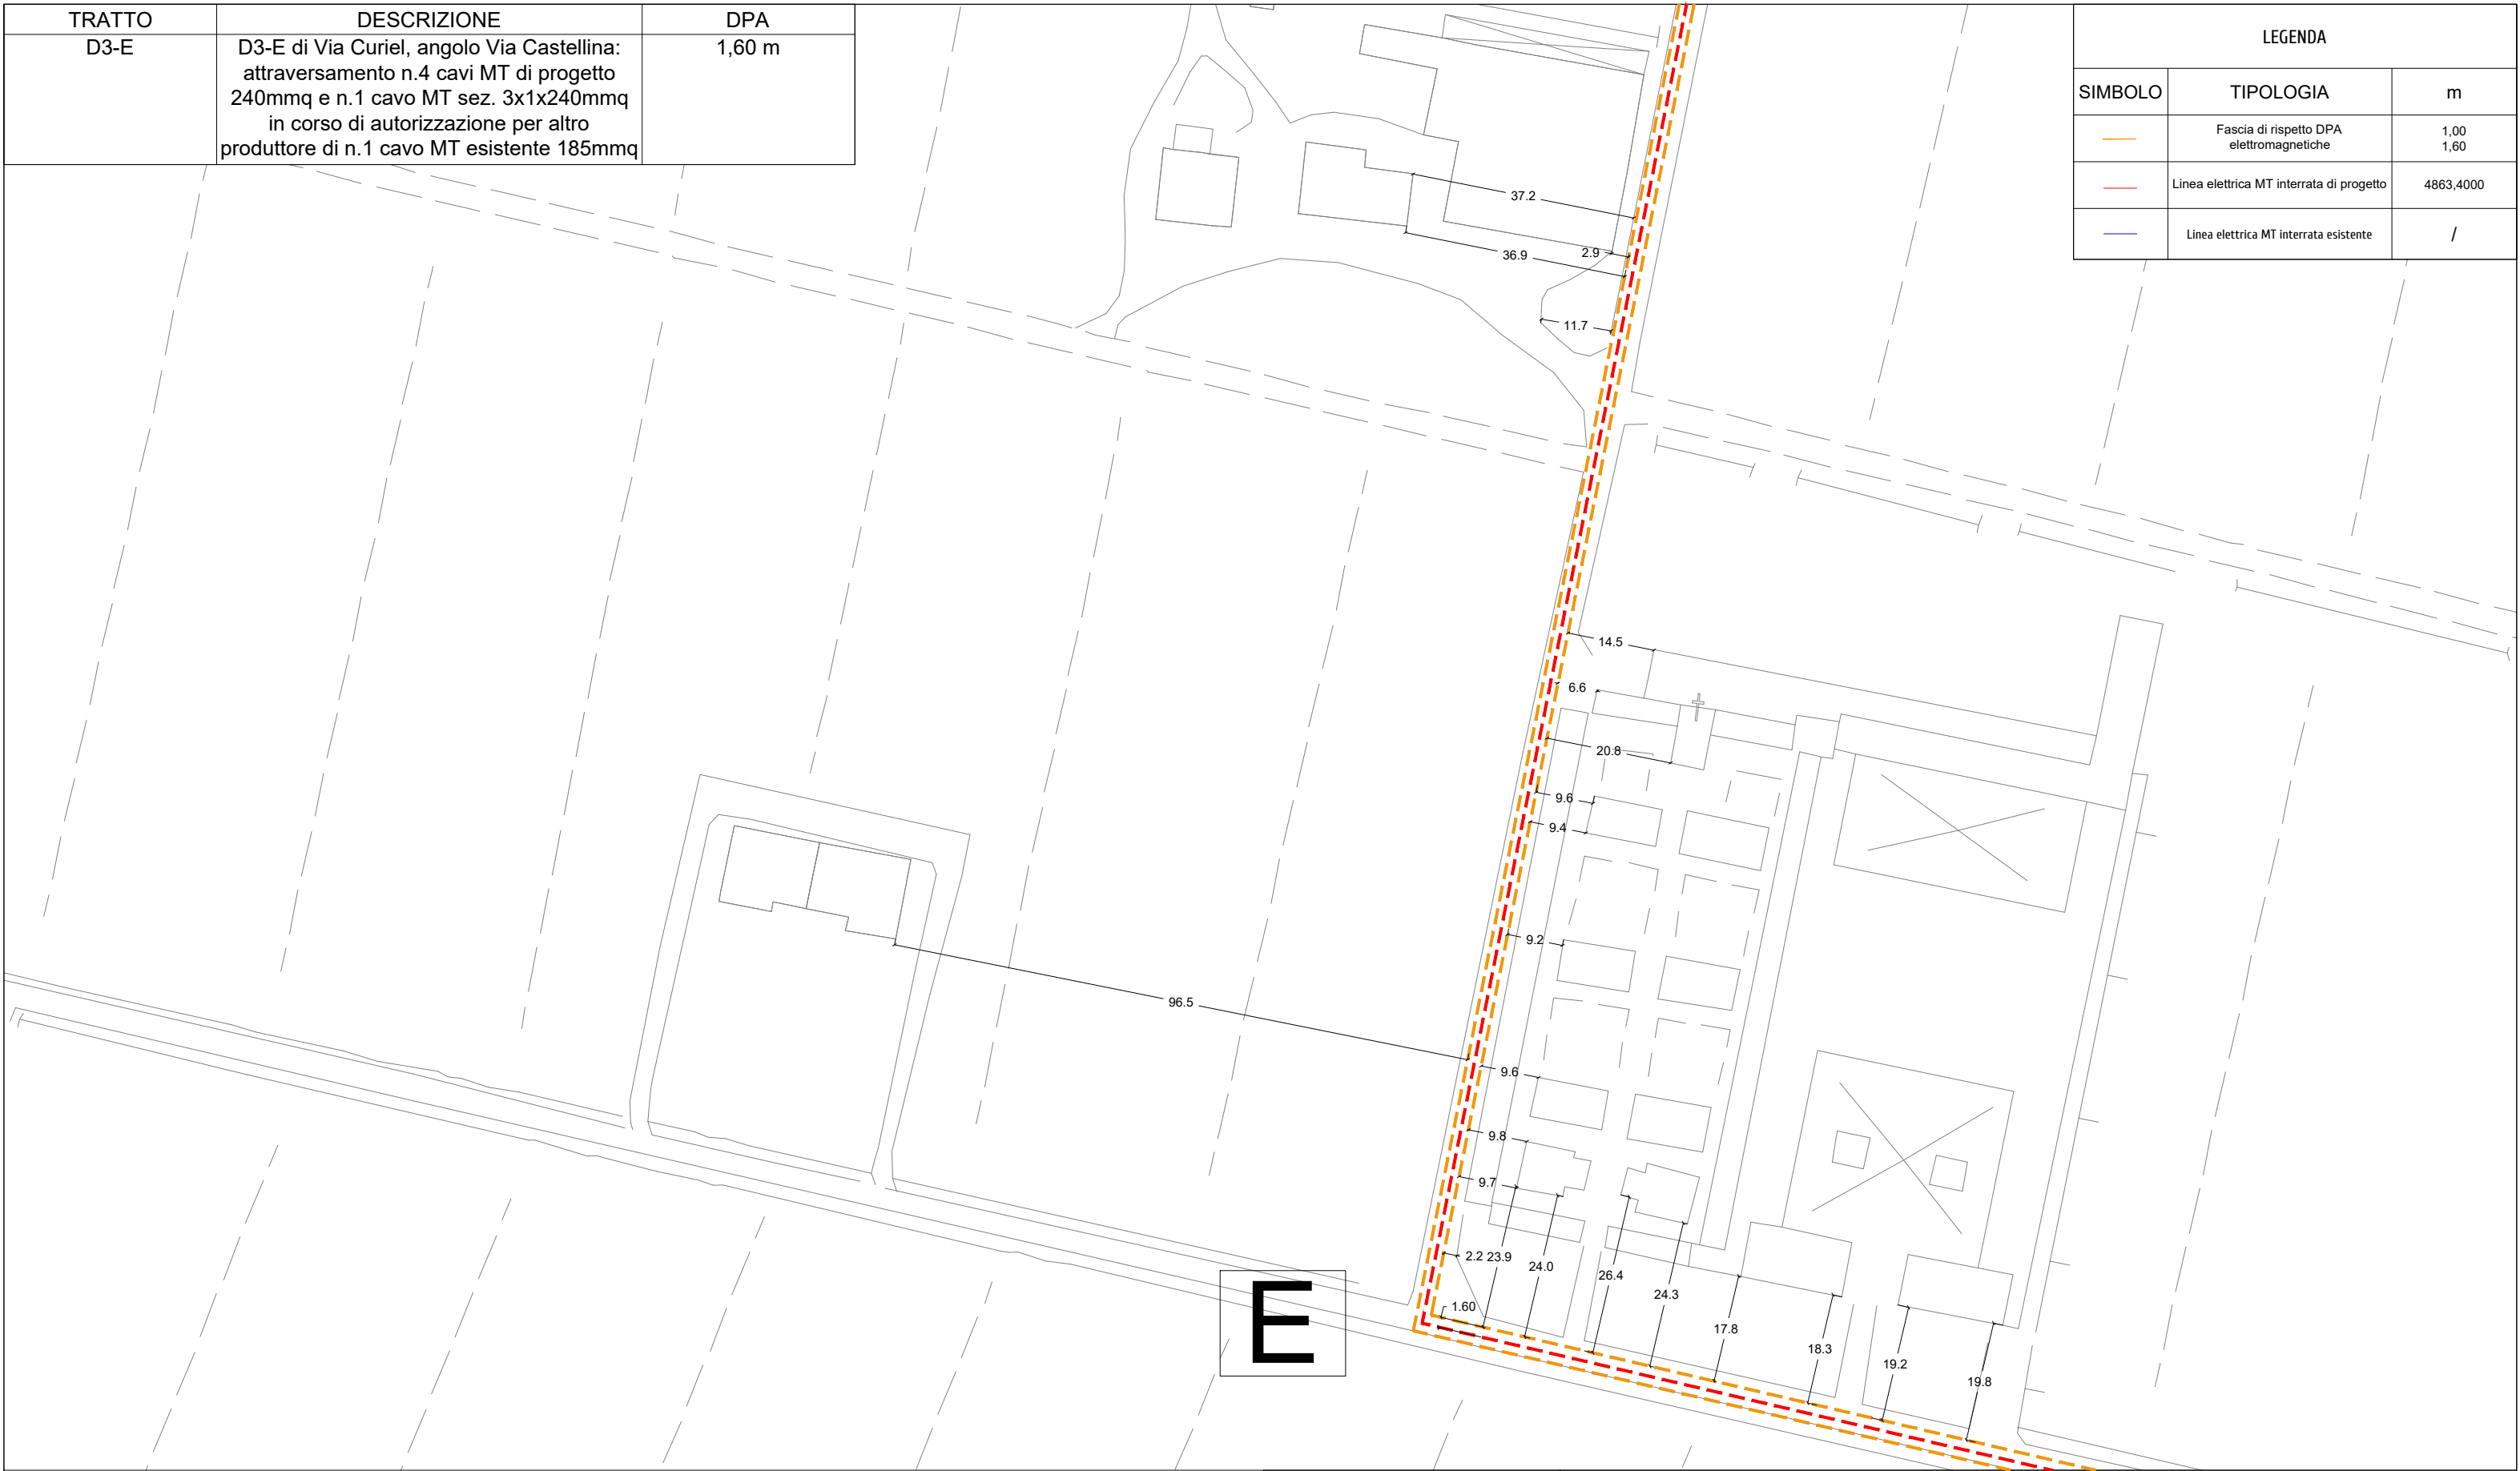 TRATTO DESCRIZIONE DPA
D3-E D3-E di Via Curiel, angolo Via Castellina: 1,60 m
attraversamento n.4 cavi MT di progetto
240mmq e n.1 cavo MT sez. 3x1x240mmq
in corso di autorizzazione per altro
produttore di n.1 cavo MT esistente 185mmq
LEGENDA
SIMBOLO TIPOLOGIA m
Fascia di rispetto DPA 1,00
elettromagnetiche 1,60
Linea elettrica MT interrata di progetto 4863,4000
Linea elettrica MT interrata esistente /
37.2
2.9
36.9
11.7
14.5
6.6
20.8
9.6
9.4
9.2
96.5
9.6
9.8
9.7
2.2 23.9
24.0
26.4
24.3
1.60
17.8
18.3
19.2
19.8
E